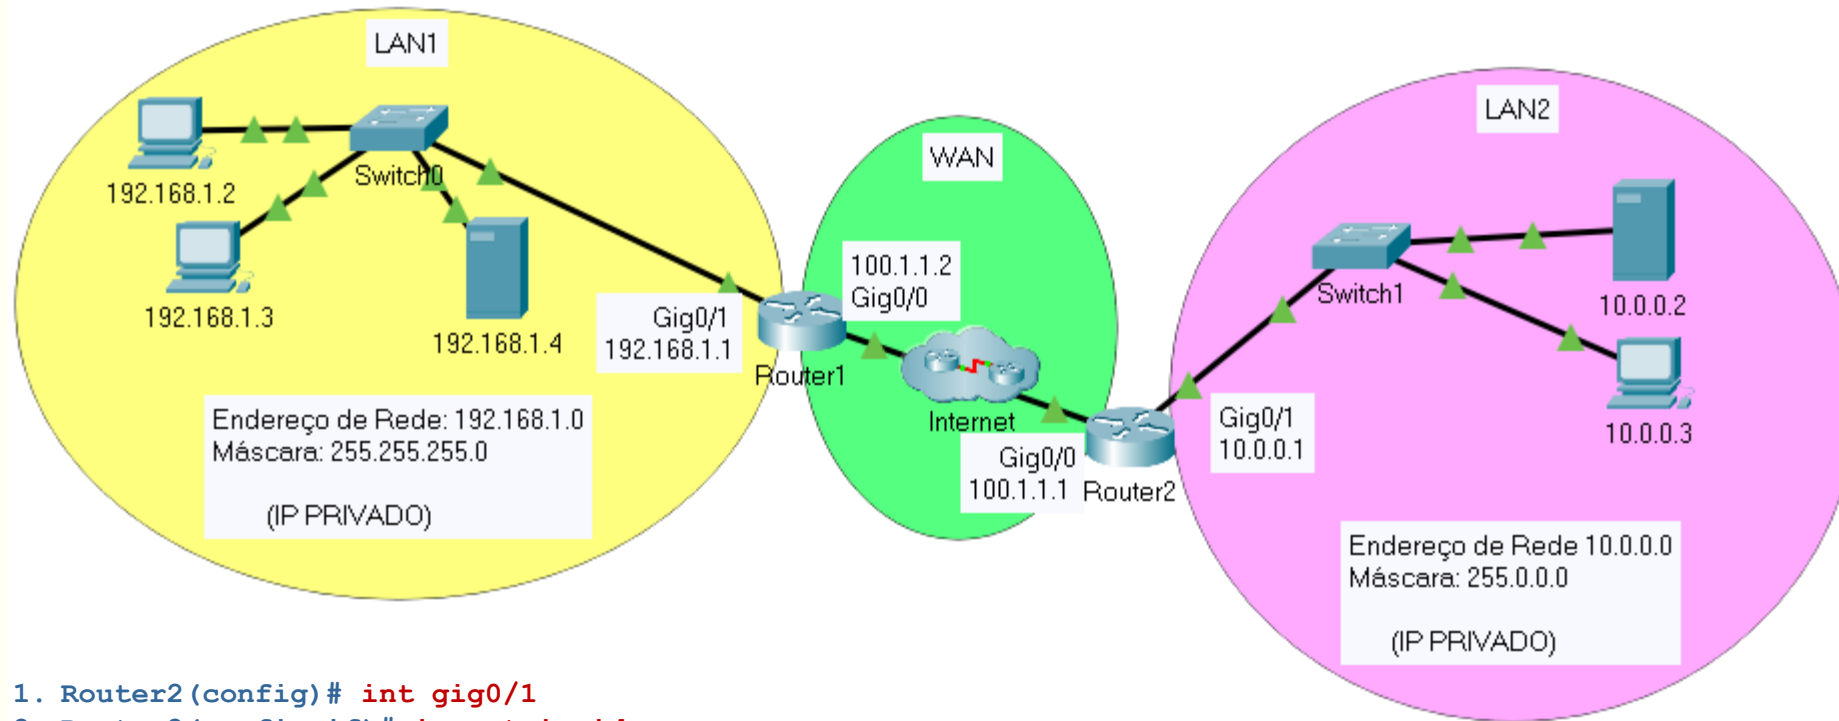 LAN1
192.168.1.2
Switch0
192.168.1.3
192.168.1.4
Gig0/1
192.168.1.1
Router1
Endereço de Rede: 192.168.1.0
Máscara: 255.255.255.0
(IP PRIVADO)
WAN
100.1.1.2
Gig0/0
Internet
Gig0/0
100.1.1.1
Router2
LAN2
Switch1
10.0.0.2
10.0.0.3
Gig0/1
10.0.0.1
Endereço de Rede 10.0.0.0
Máscara: 255.0.0.0
(IP PRIVADO)
1. Router2(config)# int gig0/1